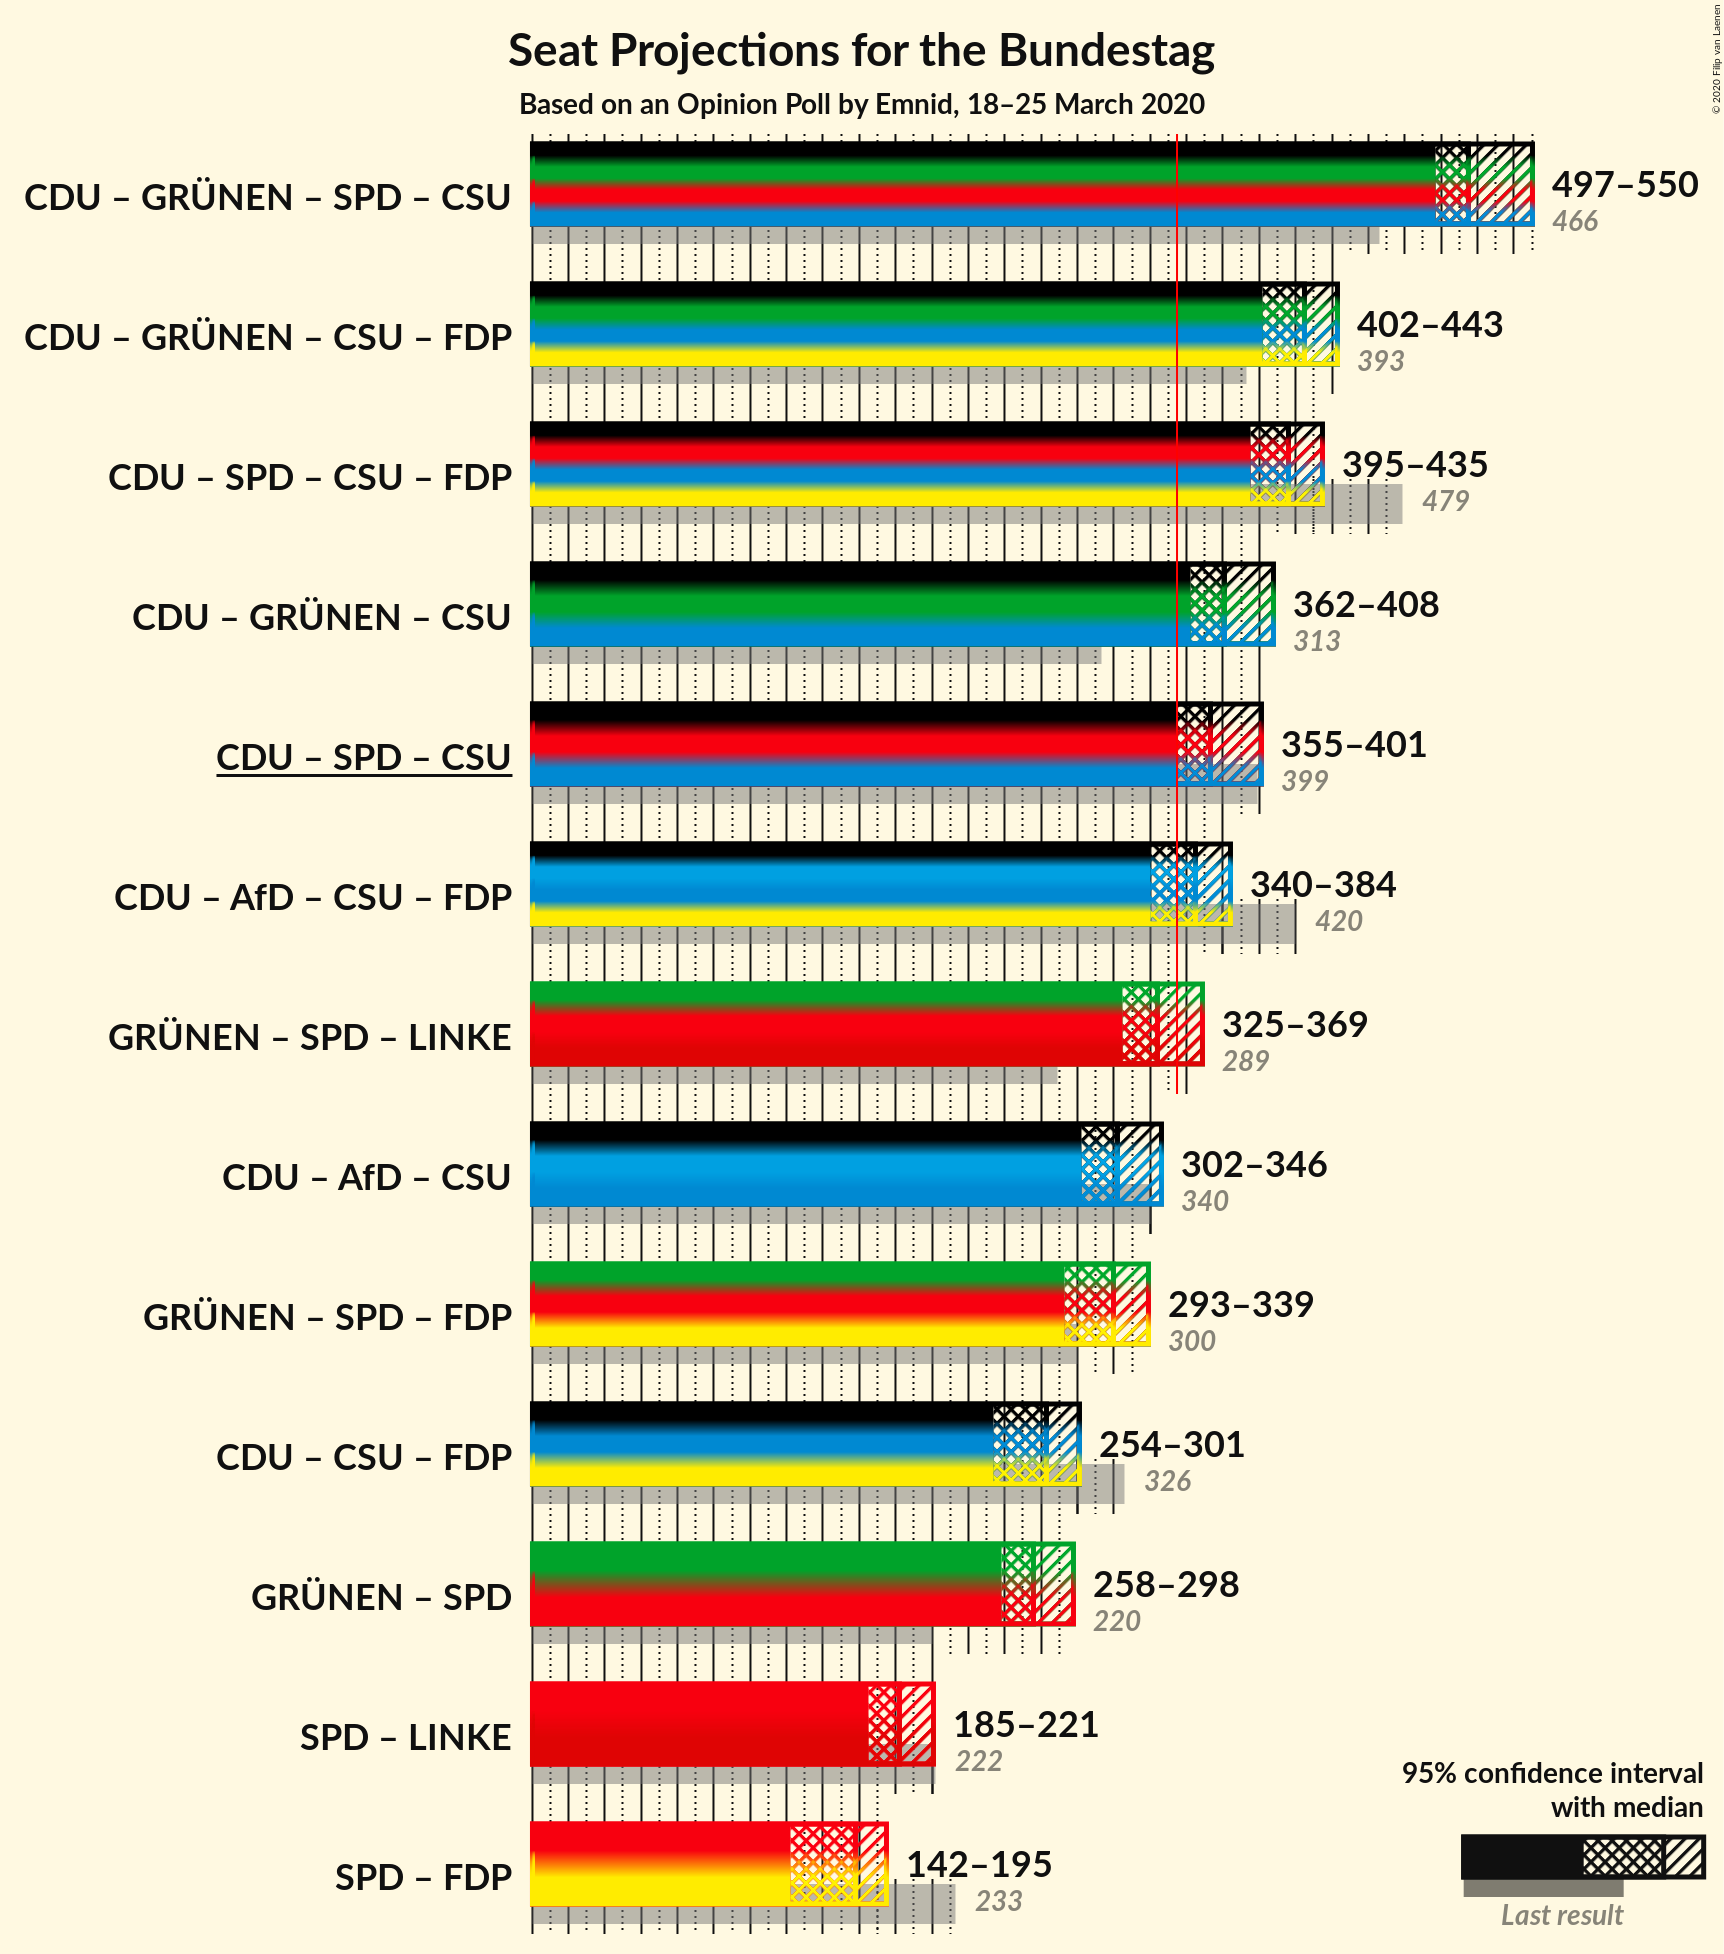 Seat Projections for the Bundestag
Based on an Opinion Poll by Emnid, 18–25 March 2020
© 2020 Filip van Laenen
CDU – GRÜNEN – SPD – CSU
497–550
466
CDU – GRÜNEN – CSU – FDP
402–443
393
CDU – SPD – CSU – FDP
395–435
479
CDU – GRÜNEN – CSU
362–408
313
CDU – SPD – CSU
355–401
399
CDU – AfD – CSU – FDP
340–384
420
GRÜNEN – SPD – LINKE
325–369
289
CDU – AfD – CSU
302–346
340
GRÜNEN – SPD – FDP
293–339
300
CDU – CSU – FDP
254–301
326
GRÜNEN – SPD
258–298
220
SPD – LINKE
185–221
222
SPD – FDP
142–195
233
95% confidence interval
with median
Last result